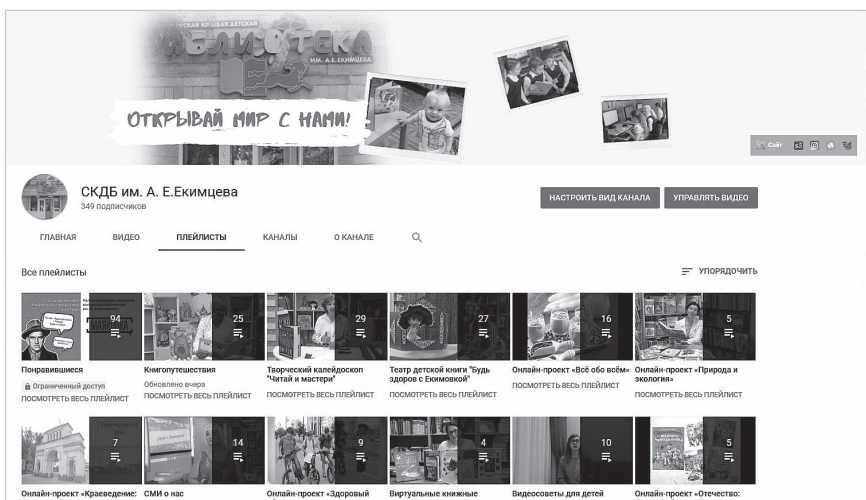 СКАЯ КРАЕВАЯ ДЕТСКАЯ
БИБЛИОТЕКА
ИМ. А.Е.ЕКИМЦЕВА
ОТКРЫВАЙ МИР С НАМИ!
Сайт
СКДБ им. А. Е.Екимцева
349 подписчиков
НАСТРОИТЬ ВИД КАНАЛА
УПРАВЛЯТЬ ВИДЕО
ГЛАВНАЯ ВИДЕО ПЛЕЙЛИСТЫ КАНАЛЫ О КАНАЛЕ
Все плейлисты
УПОРЯДОЧИТЬ
94 25 29 27 16 5
Понравившиеся
Ограниченный доступ
ПОСМОТРЕТЬ ВЕСЬ ПЛЕЙЛИСТ
Книгопутешествия
Обновлено вчера
ПОСМОТРЕТЬ ВЕСЬ ПЛЕЙЛИСТ
Творческий калейдоскоп
"Читай и мастери"
ПОСМОТРЕТЬ ВЕСЬ ПЛЕЙЛИСТ
Театр детской книги "Будь
здоров с Екимовкой"
ПОСМОТРЕТЬ ВЕСЬ ПЛЕЙЛИСТ
Онлайн-проект «Всё обо всём»
ПОСМОТРЕТЬ ВЕСЬ ПЛЕЙЛИСТ
Онлайн-проект «Природа и
экология»
ПОСМОТРЕТЬ ВЕСЬ ПЛЕЙЛИСТ
7 14 9 4 10 5
Онлайн-проект «Краеведение:
СМИ о нас
Онлайн-проект «Здоровый
Виртуальные книжные
Видеосоветы для детей
Онлайн-проект «Отечество: